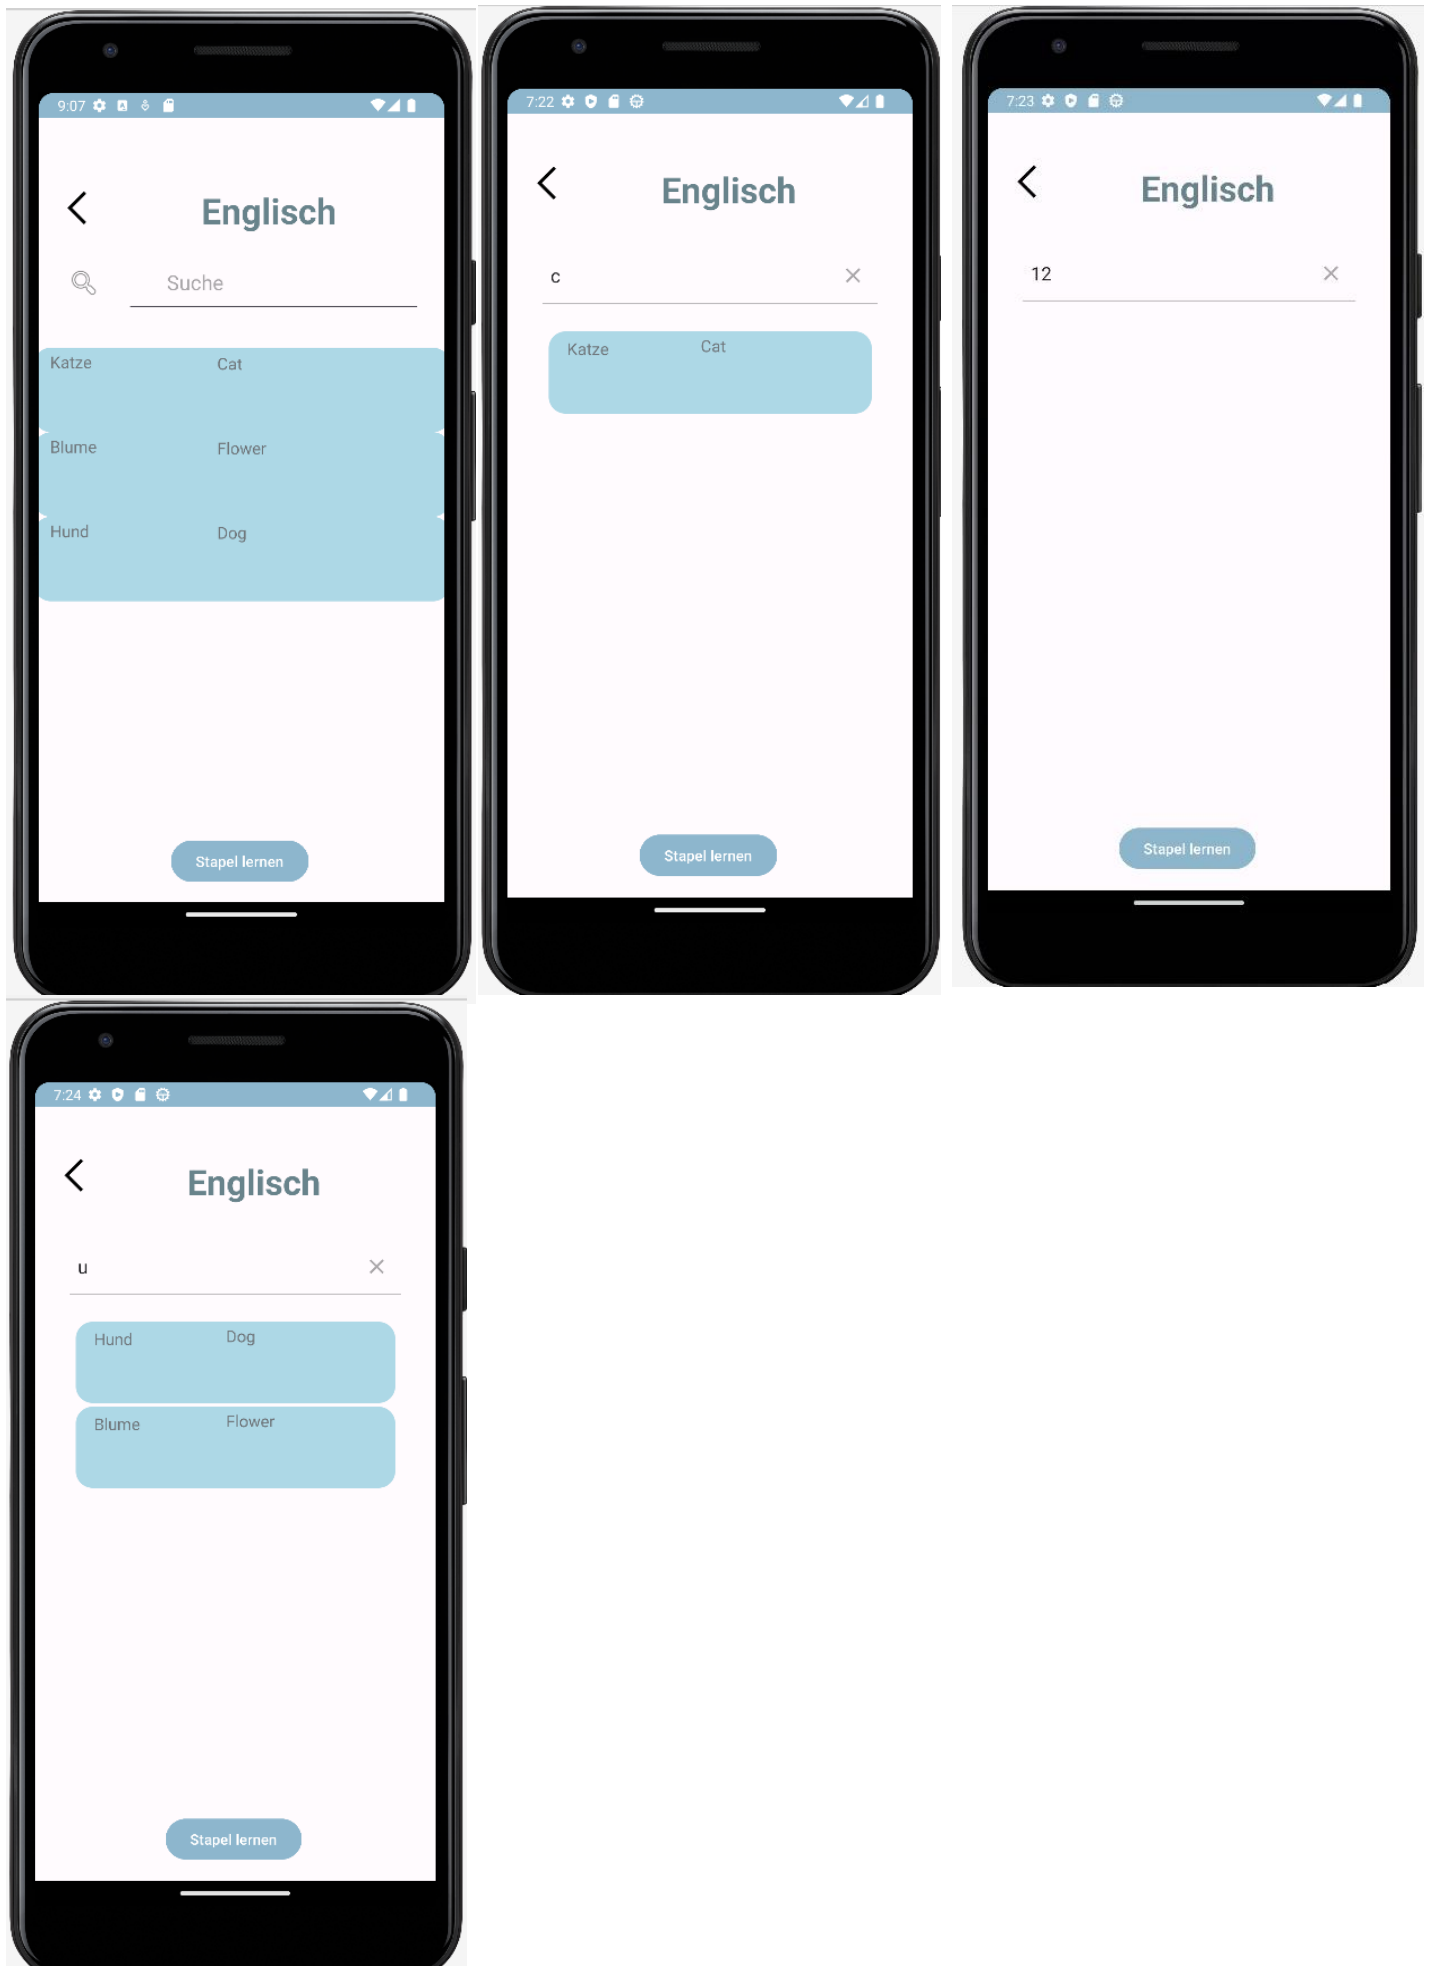 9:07
Englisch
Suche
Katze Cat
Blume Flower
Hund Dog
Stapel lernen
7:22
Englisch
c
Katze Cat
Stapel lernen
7:23
Englisch
12
Stapel lernen
7:24
Englisch
u
Hund Dog
Blume Flower
Stapel lernen